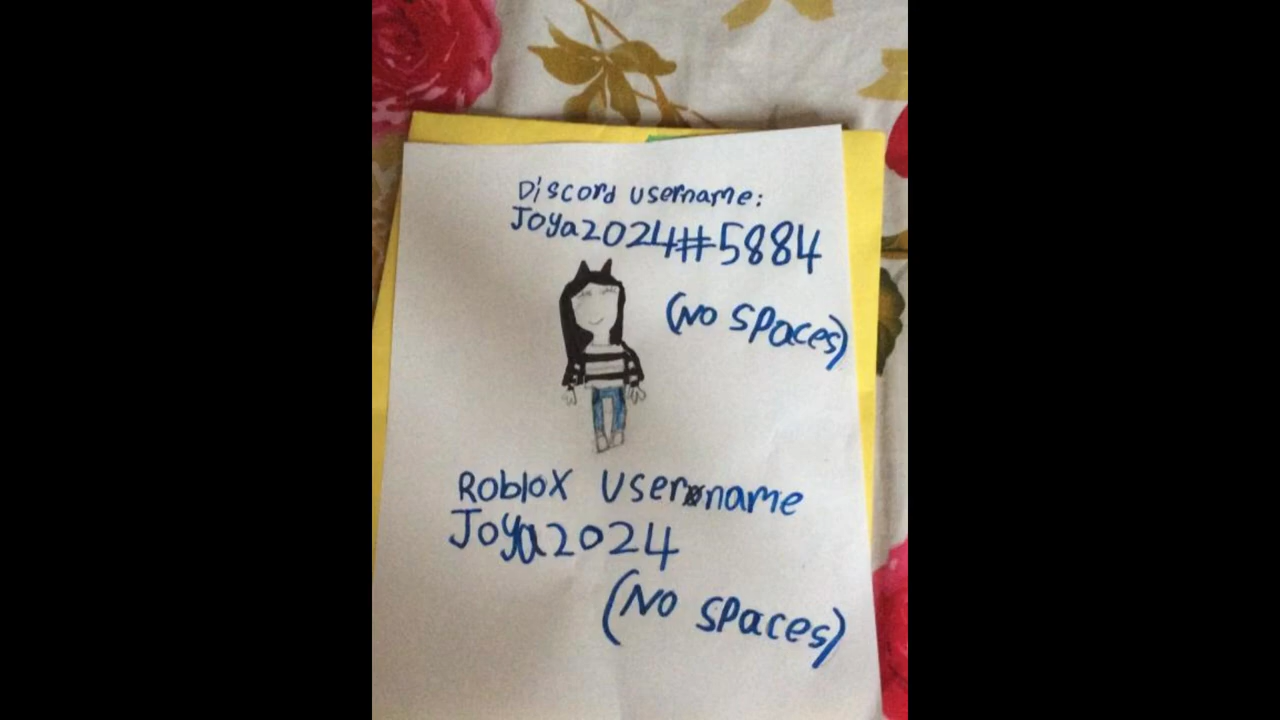 Discord username:
Joya2024#5884
(No spaces)
Roblox username
Joya2024
(No spaces)